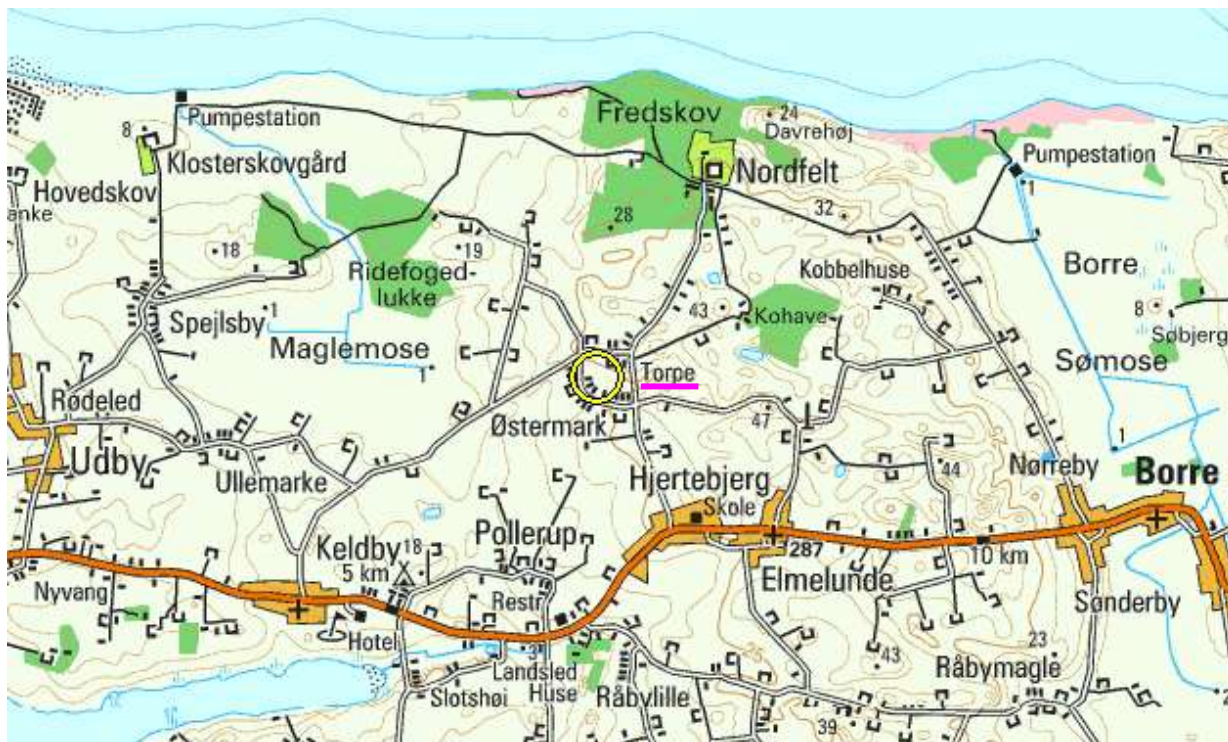 Fredskov
24
Davrehøj
Pumpestation
8
Klosterskovgård
Hovedskov
anke
Nordfelt
Pumpestation
1
28
32
18
19
Ridefoged-
lukke
Kobbelhuse
Borre
Spejlsby
1
43
Kohave
8
Søbjerg
Maglemose
1
Torpe
Sømose
Rødeled
Østermark
47
1
Udby
Ullemarke
Hjertebjerg
Skole
44
Nørreby
Borre
Pollerup
Keldby
18
5 km
287
10 km
Elmelunde
Nyvang
Restr
Sønderby
Hotel
3
Landsled
Huse
Slotshøj
Råbylille
25
43
23
Råbymagle
39